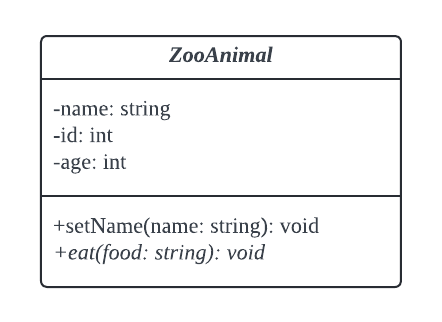 ZooAnimal
-name: string
-id: int
-age: int
+setName(name: string): void
+eat(food: string): void